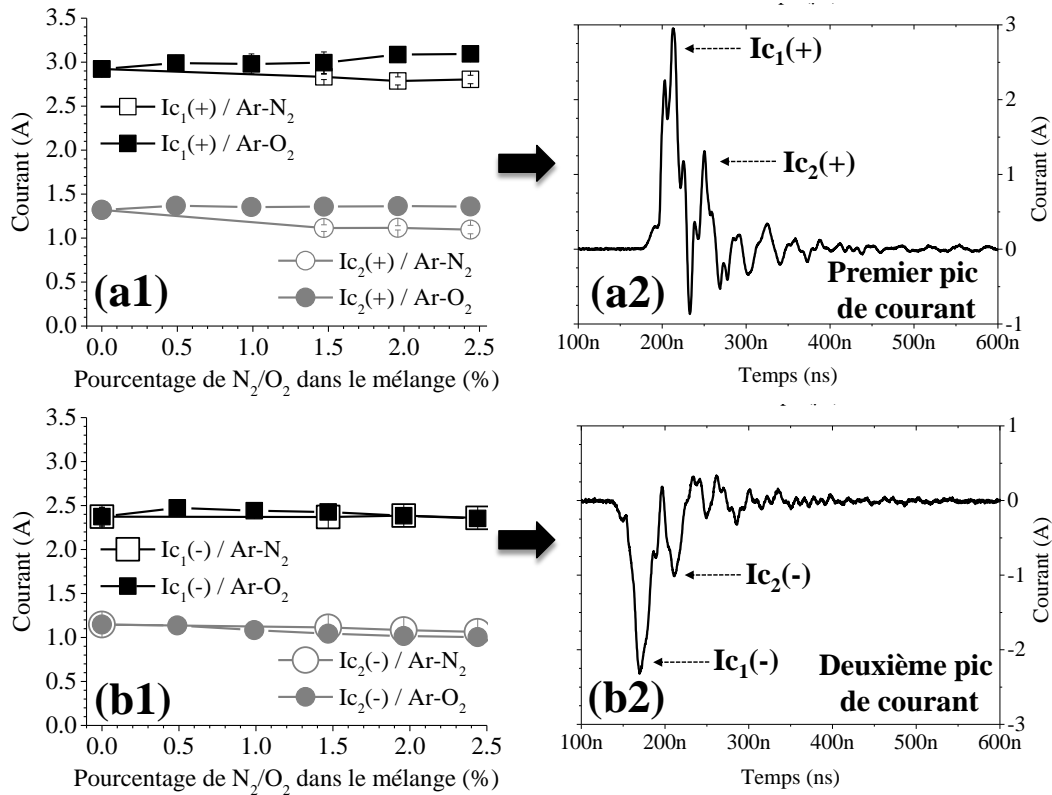 3.5
3.0
2.5
2.0
1.5
1.0
0.5
0.0
Courant (A)
Ic₁(+) / Ar-N₂
Ic₁(+) / Ar-O₂
Ic₂(+) / Ar-N₂
Ic₂(+) / Ar-O₂
(a1)
0.0 0.5 1.0 1.5 2.0 2.5
Pourcentage de N₂/O₂ dans le mélange (%)
Ic₁(+)
Ic₂(+)
3
2
1
0
-1
Courant (A)
(a2)
Premier pic
de courant
100n 200n 300n 400n 500n 600n
Temps (ns)
3.5
3.0
2.5
2.0
1.5
1.0
0.5
0.0
Courant (A)
Ic₁(-) / Ar-N₂
Ic₁(-) / Ar-O₂
Ic₂(-) / Ar-N₂
Ic₂(-) / Ar-O₂
(b1)
0.0 0.5 1.0 1.5 2.0 2.5
Pourcentage de N₂/O₂ dans le mélange (%)
1
0
-1
-2
-3
Courant (A)
Ic₂(-)
Ic₁(-)
(b2)
Deuxième pic
de courant
100n 200n 300n 400n 500n 600n
Temps (ns)